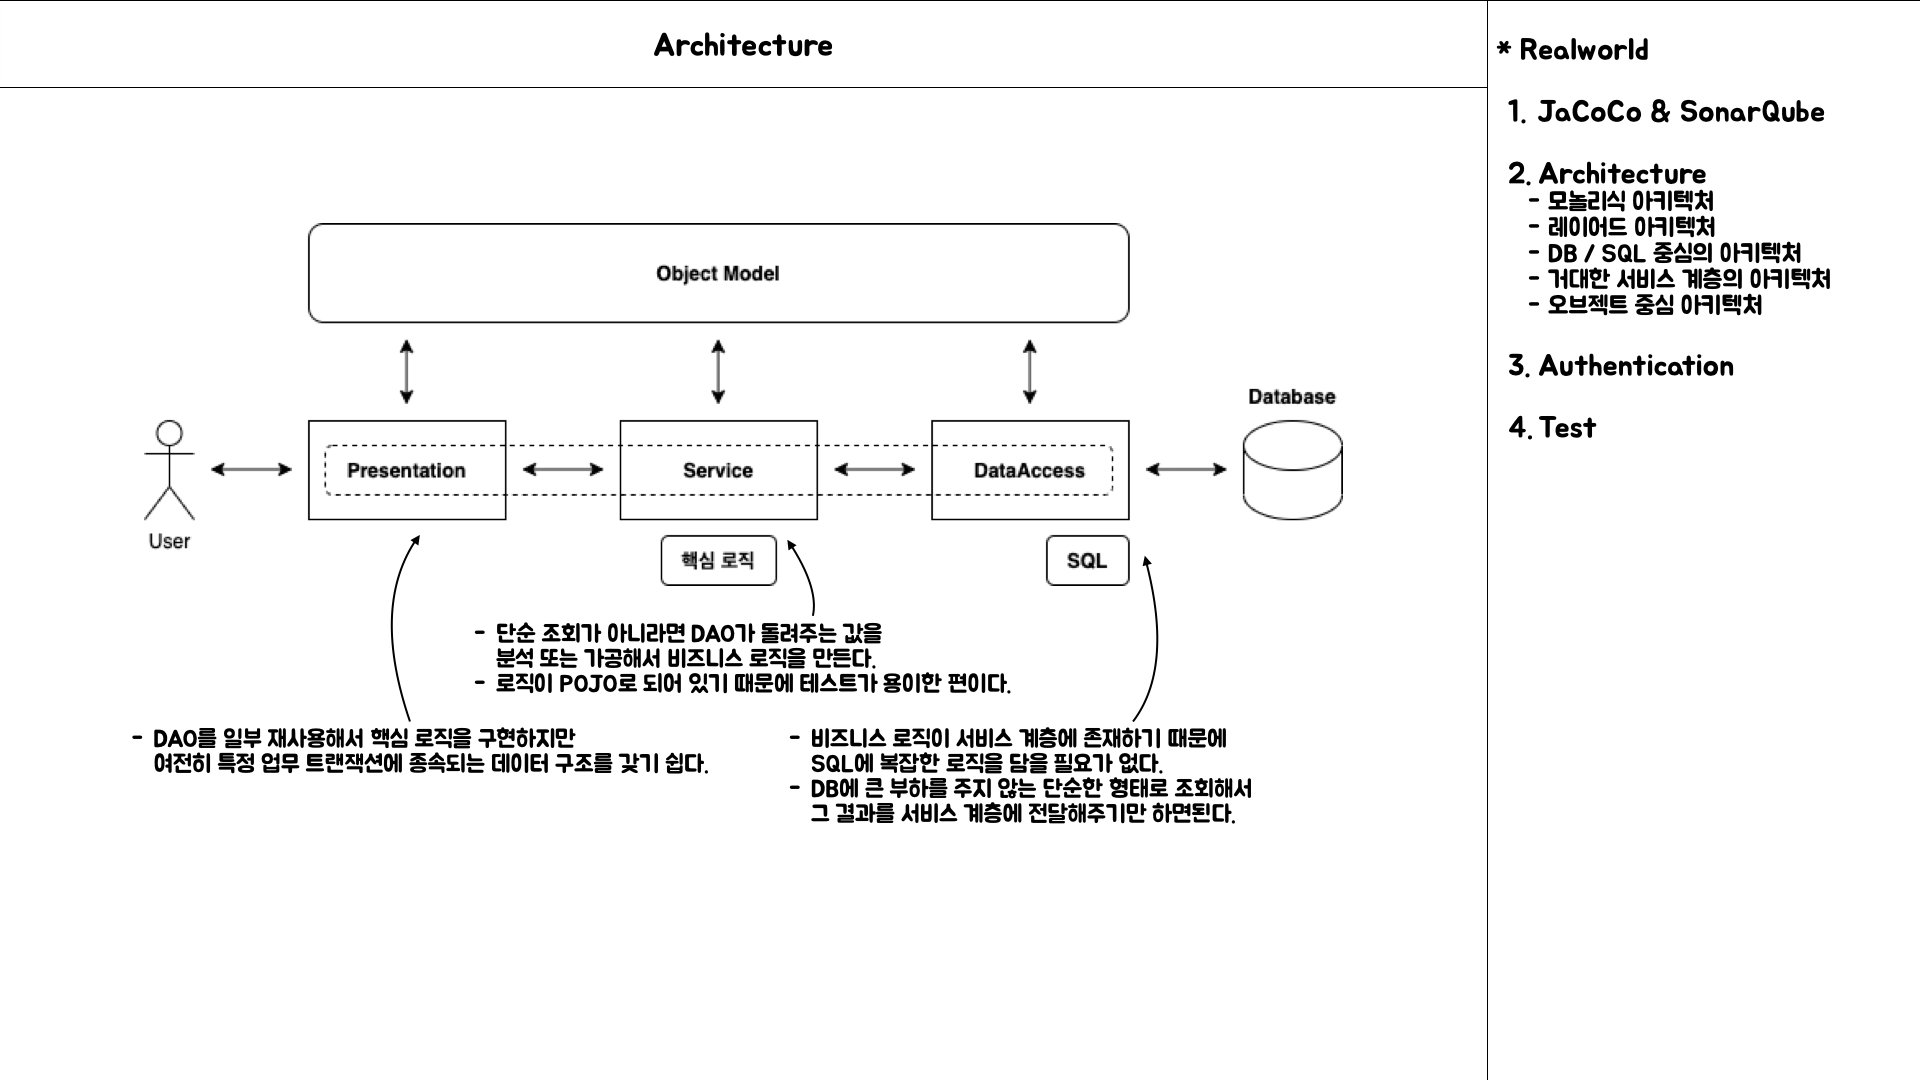 Architecture
Object Model
Database
Presentation
Service
DataAccess
User
핵심 로직
SQL
- 단순 조회가 아니라면 DAO가 돌려주는 값을
분석 또는 가공해서 비즈니스 로직을 만든다.
- 로직이 POJO로 되어 있기 때문에 테스트가 용이한 편이다.
- DAO를 일부 재사용해서 핵심 로직을 구현하지만
여전히 특정 업무 트랜잭션에 종속되는 데이터 구조를 갖기 쉽다.
- 비즈니스 로직이 서비스 계층에 존재하기 때문에
SQL에 복잡한 로직을 담을 필요가 없다.
- DB에 큰 부하를 주지 않는 단순한 형태로 조회해서
그 결과를 서비스 계층에 전달해주기만 하면된다.
* Realworld
1. JaCoCo & SonarQube
2. Architecture
- 모놀리식 아키텍처
- 레이어드 아키텍처
- DB / SQL 중심의 아키텍처
- 거대한 서비스 계층의 아키텍처
- 오브젝트 중심 아키텍처
3. Authentication
4. Test